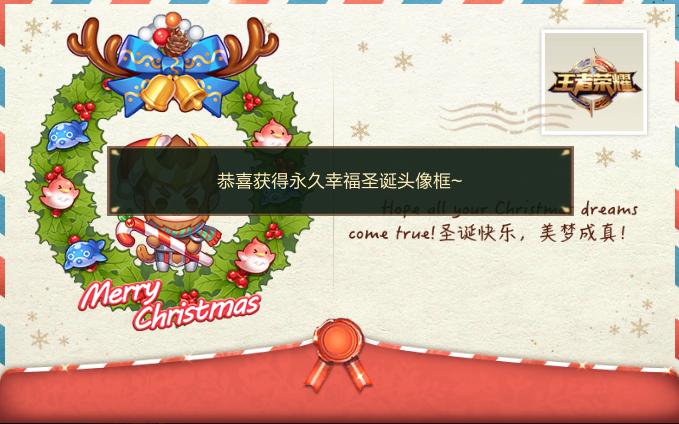 王者荣耀
恭喜获得永久幸福圣诞头像框~
Hope all your Christmas dreams
come true!圣诞快乐，美梦成真！
Merry
Christmas